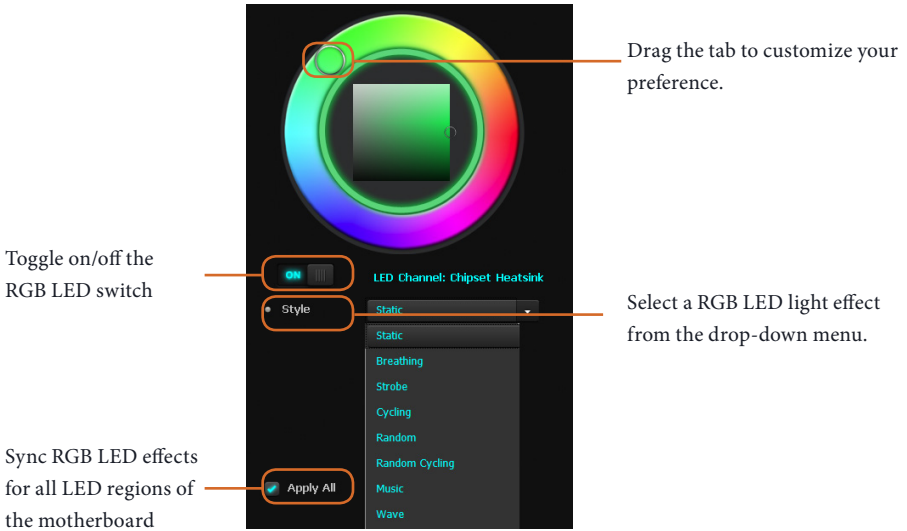 Drag the tab to customize your
preference.
Toggle on/off the
RGB LED switch
ON
LED Channel: Chipset Heatsink
Style
Static
Select a RGB LED light effect
from the drop-down menu.
Static
Breathing
Strobe
Cycling
Random
Random Cycling
Music
Wave
Sync RGB LED effects
for all LED regions of
the motherboard
Apply All